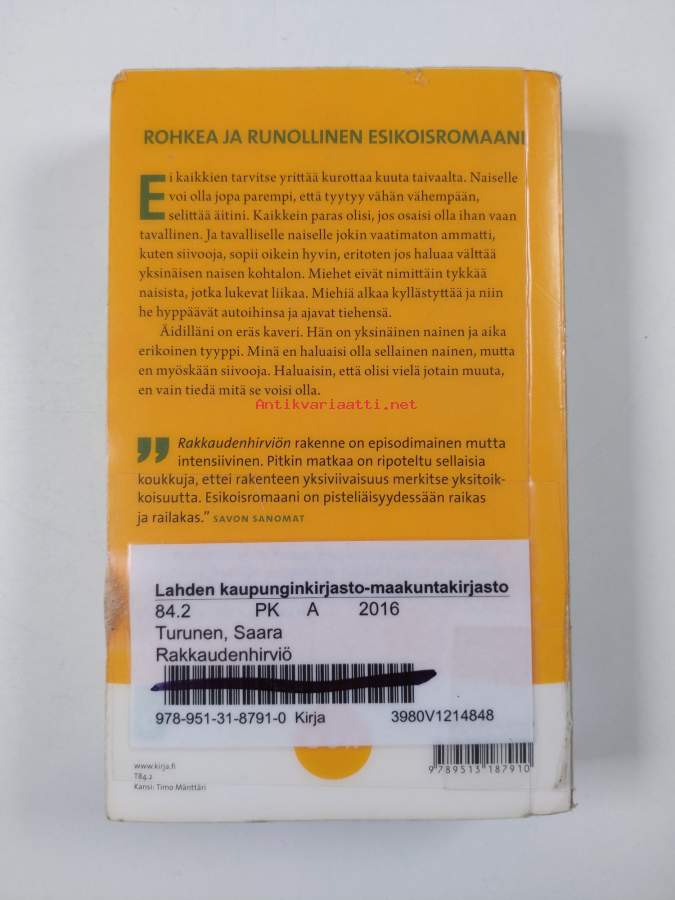 ROHKEA JA RUNOLLINEN ESIKOISROMAANI
Ei kaikkien tarvitse yrittää kurottaa kuuta taivaalta. Naiselle
voi olla jopa parempi, että tyytyy vähän vähempään,
selittää äitini. Kaikkein paras olisi, jos osaisi olla ihan vaan
tavallinen. Ja tavalliselle naiselle jokin vaatimaton ammatti,
kuten siivooja, sopii oikein hyvin, eritoten jos haluaa välttää
yksinäisen naisen kohtalon. Miehet eivät nimittäin tykkää
naisista, jotka lukevat liikaa. Miehiä alkaa kyllästyttää ja niin
he hyppäävät autoihinsa ja ajavat tiehensä.
Äidilläni on eräs kaveri. Hän on yksinäinen nainen ja aika
erikoinen tyyppi. Minä en haluaisi olla sellainen nainen, mutta
en myöskään siivooja. Haluaisin, että olisi vielä jotain muuta,
en vain tiedä mitä se voisi olla.
Antikvariaatti.net
” Rakkaudenhirviön rakenne on episodimainen mutta
intensiivinen. Pitkin matkaa on ripoteltu sellaisia
koukkuja, ettei rakenteen yksiviivaisuus merkitse yksitoik-
koisuutta. Esikoisromaani on pisteliäisyydessään raikas
ja railakas.” SAVON SANOMAT
Lahden kaupunginkirjasto-maakuntakirjasto
84.2 PK A 2016
Turunen, Saara
Rakkaudenhirviö
978-951-31-8791-0 Kirja 3980V1214848
www.kirja.fi
T84.2
Kansi: Timo Mänttäri
9 789513 187910